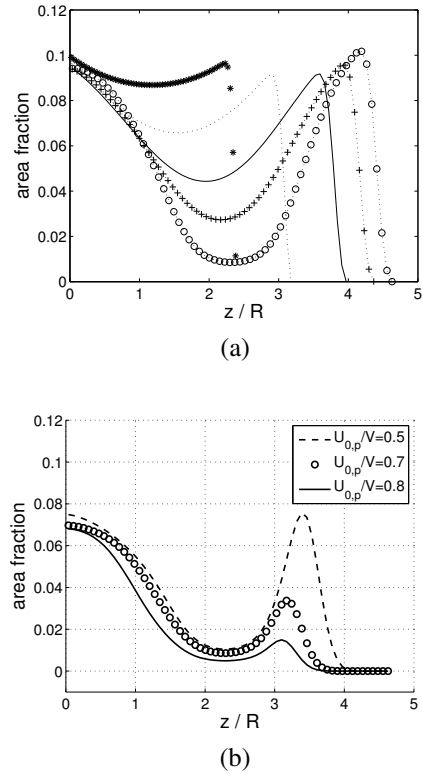 0.12
0.1
0.08
0.06
0.04
0.02
0
area fraction
0 1 2 3 4 5
z / R
(a)
0.12
0.1
0.08
0.06
0.04
0.02
0
area fraction
U0,p/V=0.5
U0,p/V=0.7
U0,p/V=0.8
0 1 2 3 4 5
z / R
(b)